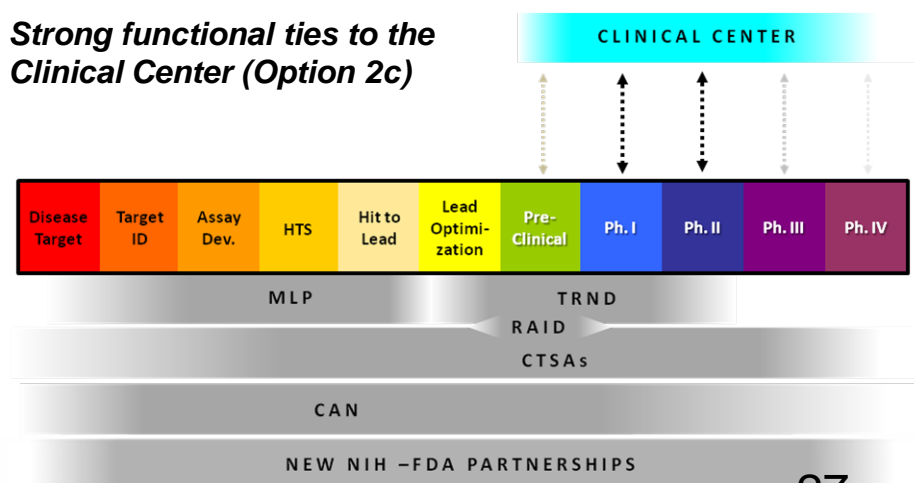 Strong functional ties to the
Clinical Center (Option 2c)
CLINICAL CENTER
Disease
Target
Target
ID
Assay
Dev.
HTS
Hit to
Lead
Lead
Optimi-
zation
Pre-
Clinical
Ph. I
Ph. II
Ph. III
Ph. IV
MLP
TRND
RAID
CTSAs
CAN
NEW NIH –FDA PARTNERSHIPS